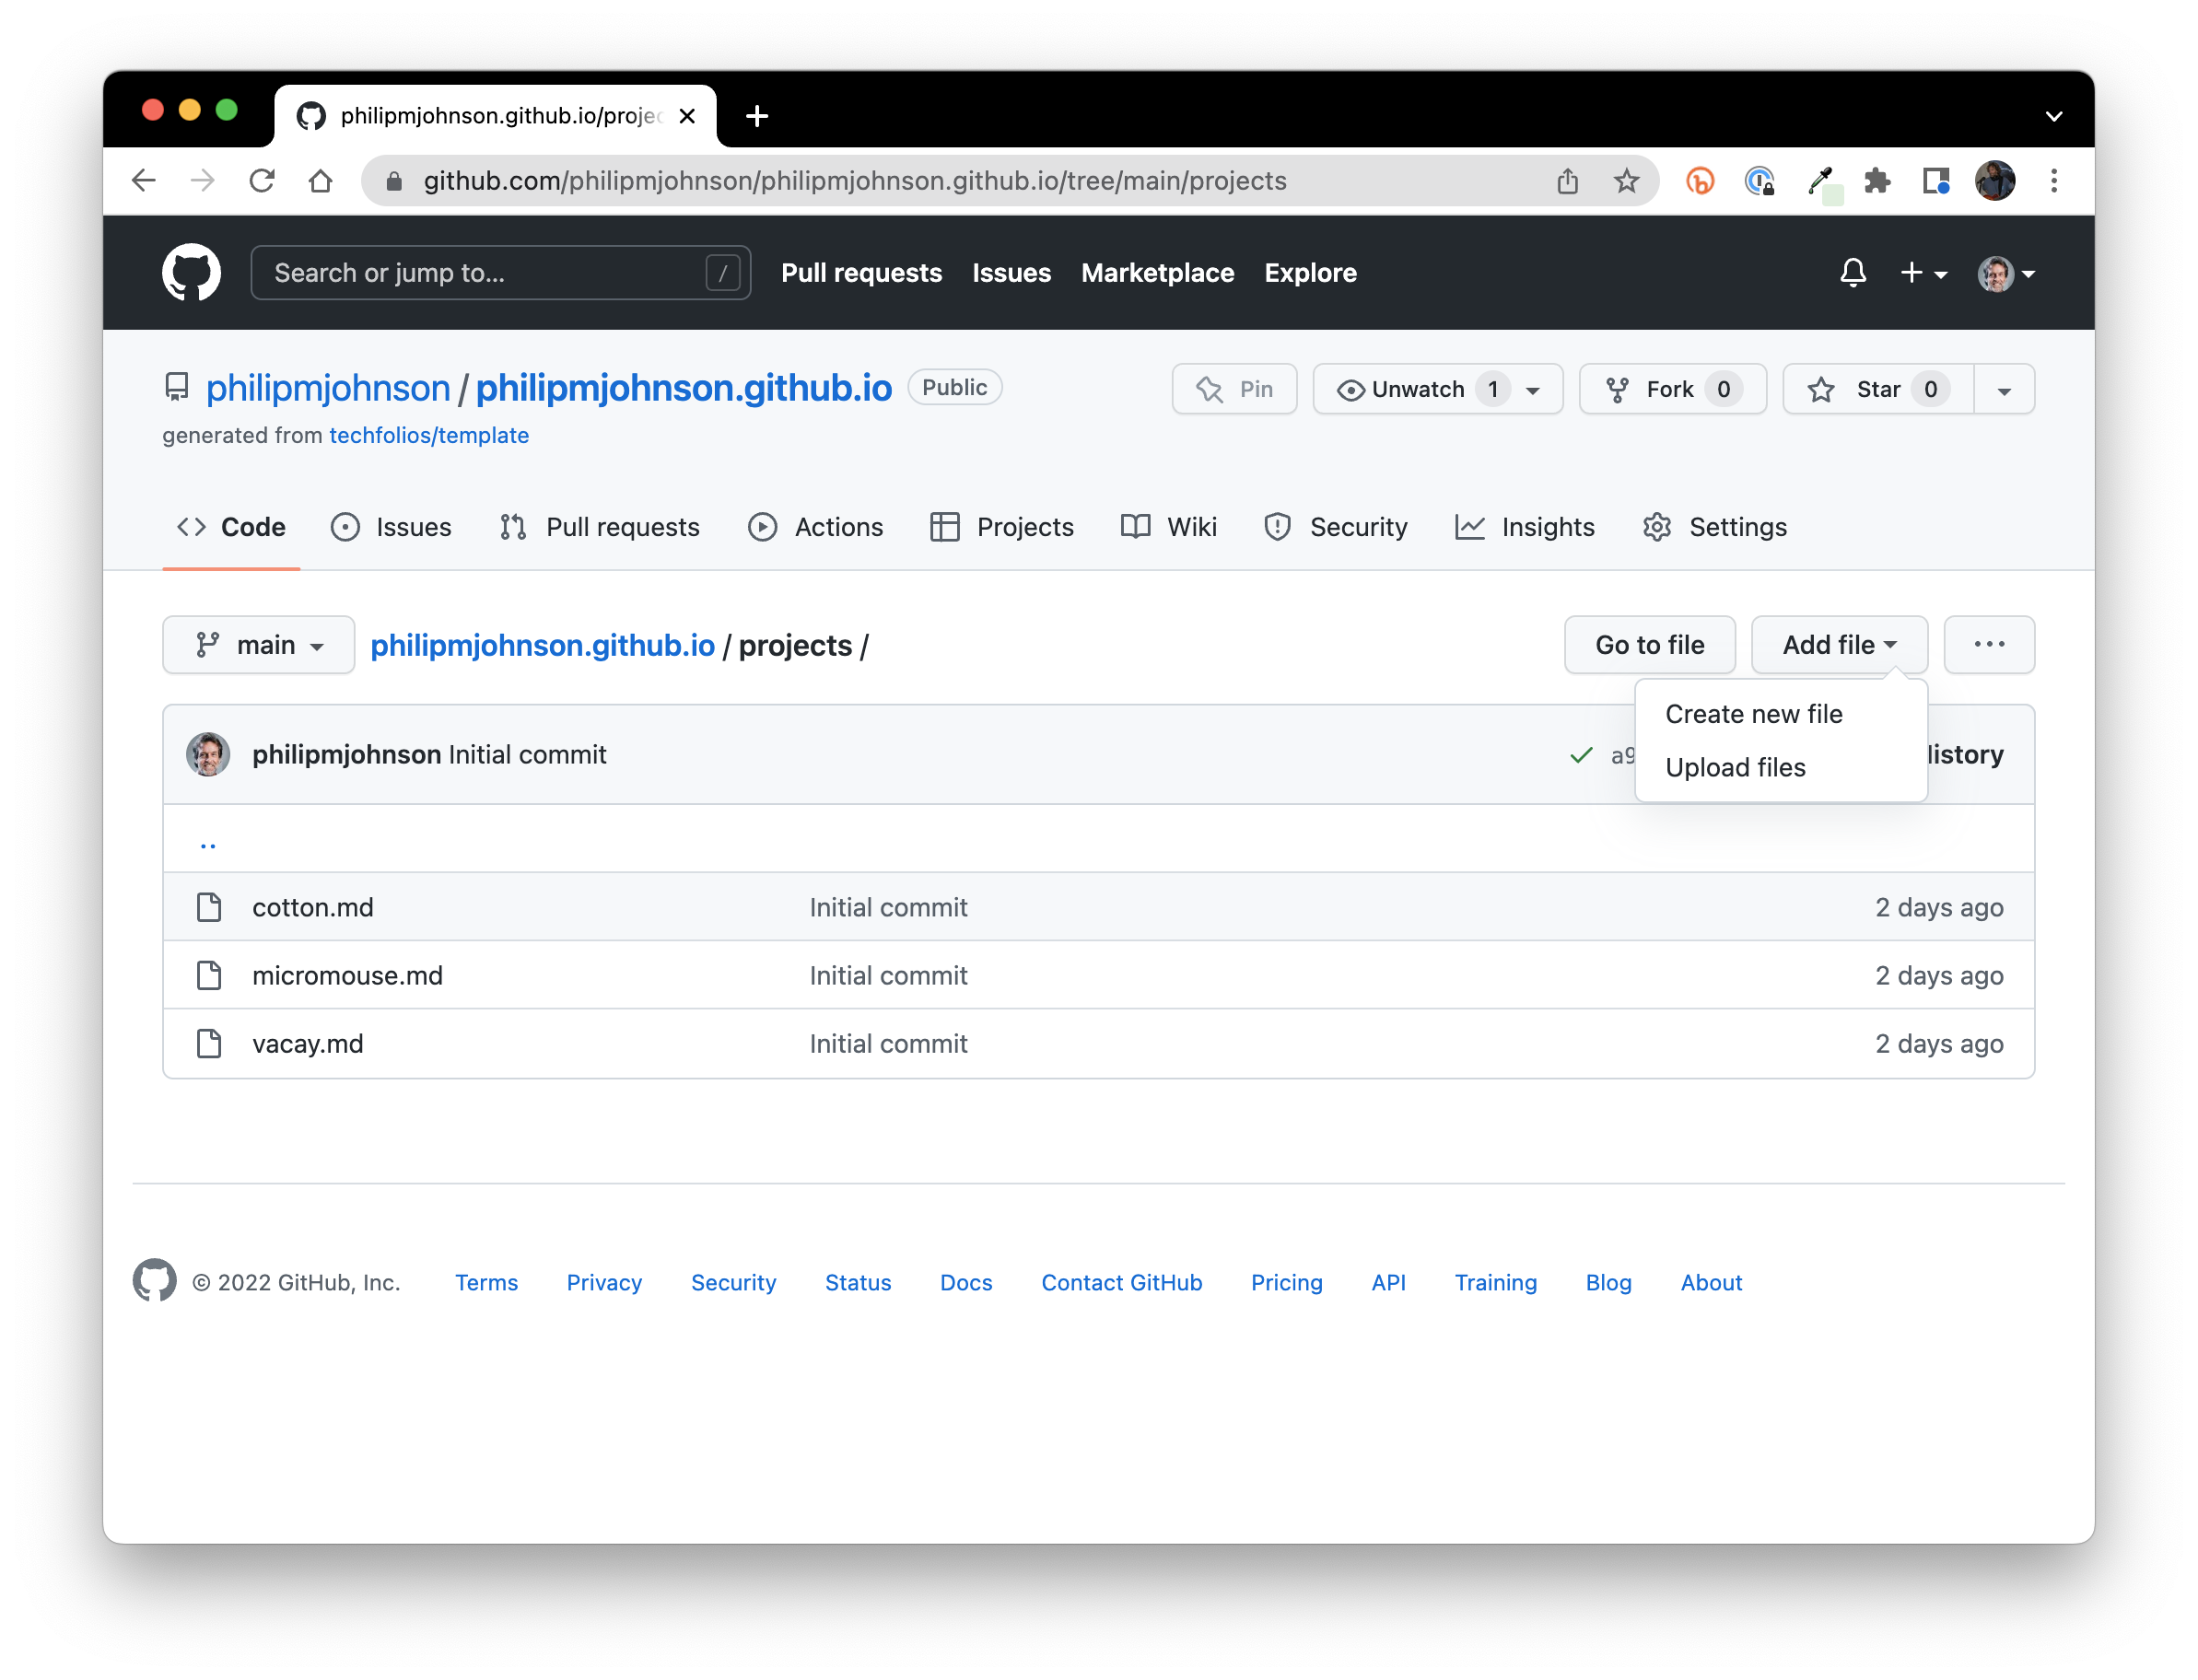 philipmjohnson.github.io/projec
github.com/philipmjohnson/philipmjohnson.github.io/tree/main/projects
Search or jump to... / Pull requests Issues Marketplace Explore
philipmjohnson / philipmjohnson.github.io Public Pin Unwatch 1 Fork 0 Star 0
generated from techfolios/template
Code Issues Pull requests Actions Projects Wiki Security Insights Settings
main philipmjohnson.github.io / projects / Go to file Add file ...
Create new file
philipmjohnson Initial commit a9 istory
Upload files
..
cotton.md Initial commit 2 days ago
micromouse.md Initial commit 2 days ago
vacay.md Initial commit 2 days ago
© 2022 GitHub, Inc. Terms Privacy Security Status Docs Contact GitHub Pricing API Training Blog About